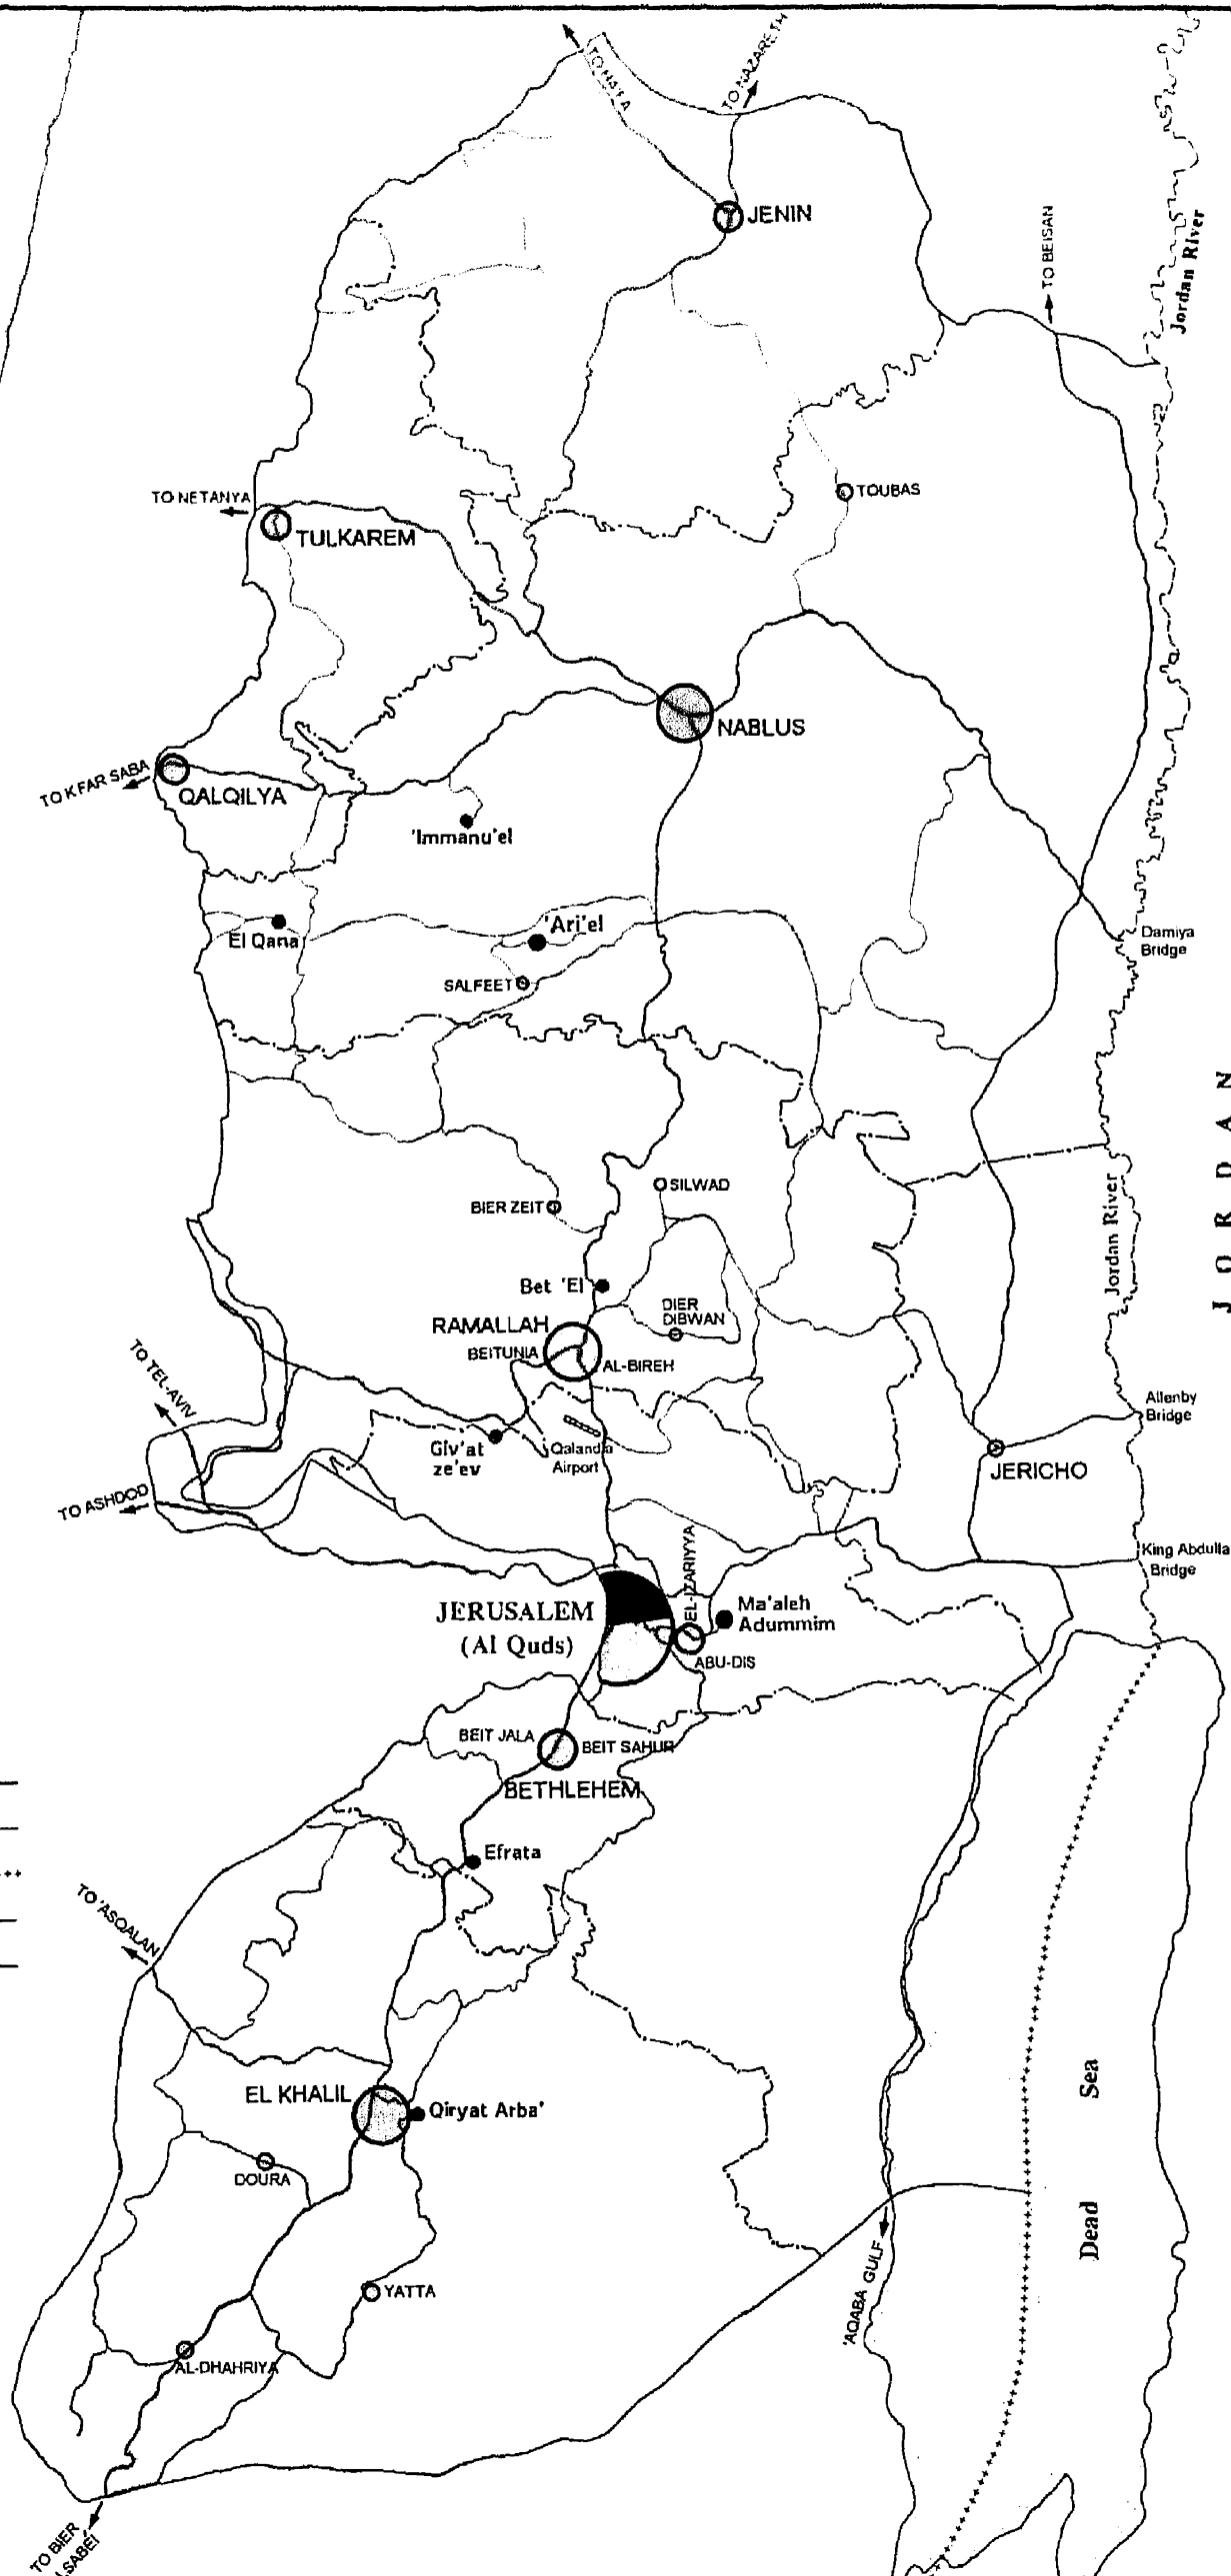 TO HAIFA
TO NAZARETH
JENIN
TO BEISAN
Jordan River
TO NETANYA
TULKAREM
TOUBAS
NABLUS
TO KFAR SABA
QALQILYA
'Immanu'el
El Qana
'Ari'el
SALFEET
Damiya
Bridge
JORDAN
BIER ZEIT
SILWAD
Jordan River
Bet 'El
DIER
DIBWAN
RAMALLAH
BEITUNIA
AL-BIREH
TO TEL-AVIV
Giv'at
ze'ev
Qalandia
Airport
Allenby
Bridge
JERICHO
TO ASHDOD
King Abdulla
Bridge
EL-IZARIYYA
JERUSALEM
(Al Quds)
Ma'aleh
Adummim
ABU-DIS
BEIT JALA
BEIT SAHUR
BETHLEHEM
Efrata
TO 'ASQALAN
EL KHALIL
Qiryat Arba'
DOURA
Dead Sea
'AQABA GULF
YATTA
AL-DHAHRIYA
TO BIER